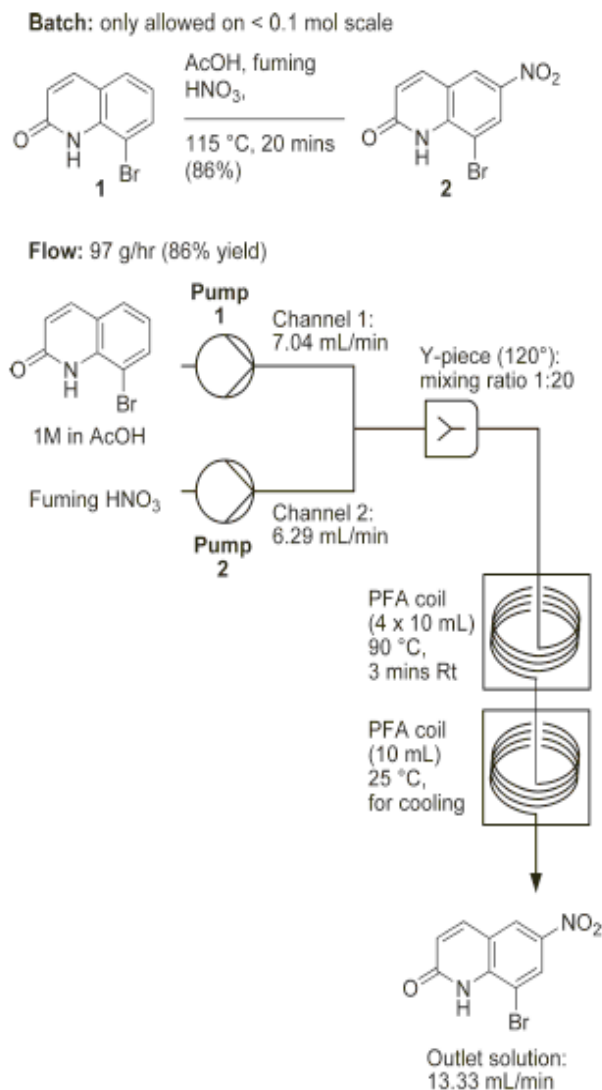 Batch: only allowed on < 0.1 mol scale
AcOH, fuming
HNO₃,
115 °C, 20 mins
(86%)
O
NH
Br
1
NO₂
O
NH
Br
2
Flow: 97 g/hr (86% yield)
Pump
1
Channel 1:
7.04 mL/min
O
NH
Br
1M in AcOH
Y-piece (120°):
mixing ratio 1:20
Fuming HNO₃
Pump
2
Channel 2:
6.29 mL/min
PFA coil
(4 x 10 mL)
90 °C,
3 mins Rt
PFA coil
(10 mL)
25 °C,
for cooling
NO₂
O
NH
Br
Outlet solution:
13.33 mL/min